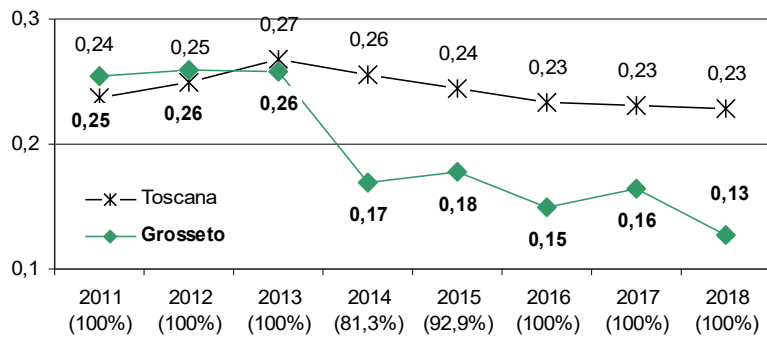 0,3
0,24 0,25 0,27 0,26 0,24 0,23 0,23 0,23
0,25 0,26 0,26
0,2
Toscana
Grosseto
0,17 0,18 0,15 0,16 0,13
0,1
2011 2012 2013 2014 2015 2016 2017 2018
(100%) (100%) (100%) (81,3%) (92,9%) (100%) (100%) (100%)